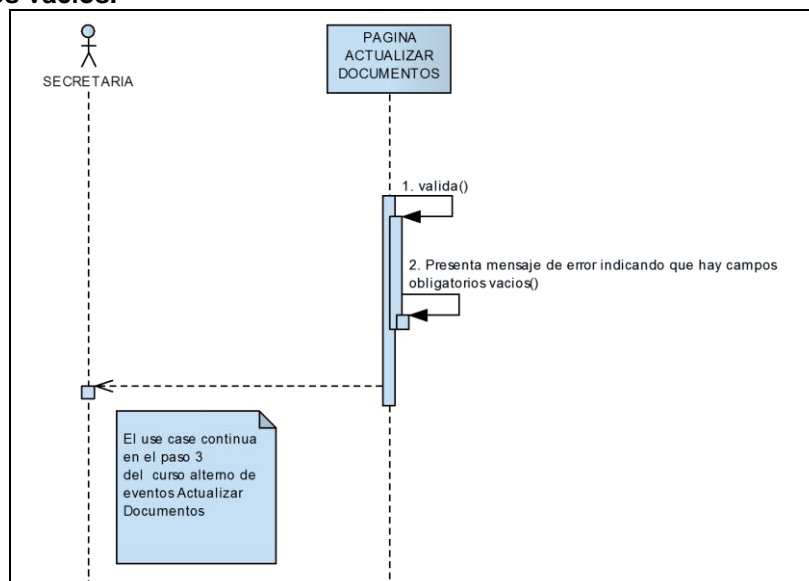 os vacíos.
SECRETARIA
PAGINA
ACTUALIZAR
DOCUMENTOS
1. valida()
2. Presenta mensaje de error indicando que hay campos
obligatorios vacios()
El use case continua
en el paso 3
del curso alterno de
eventos Actualizar
Documentos